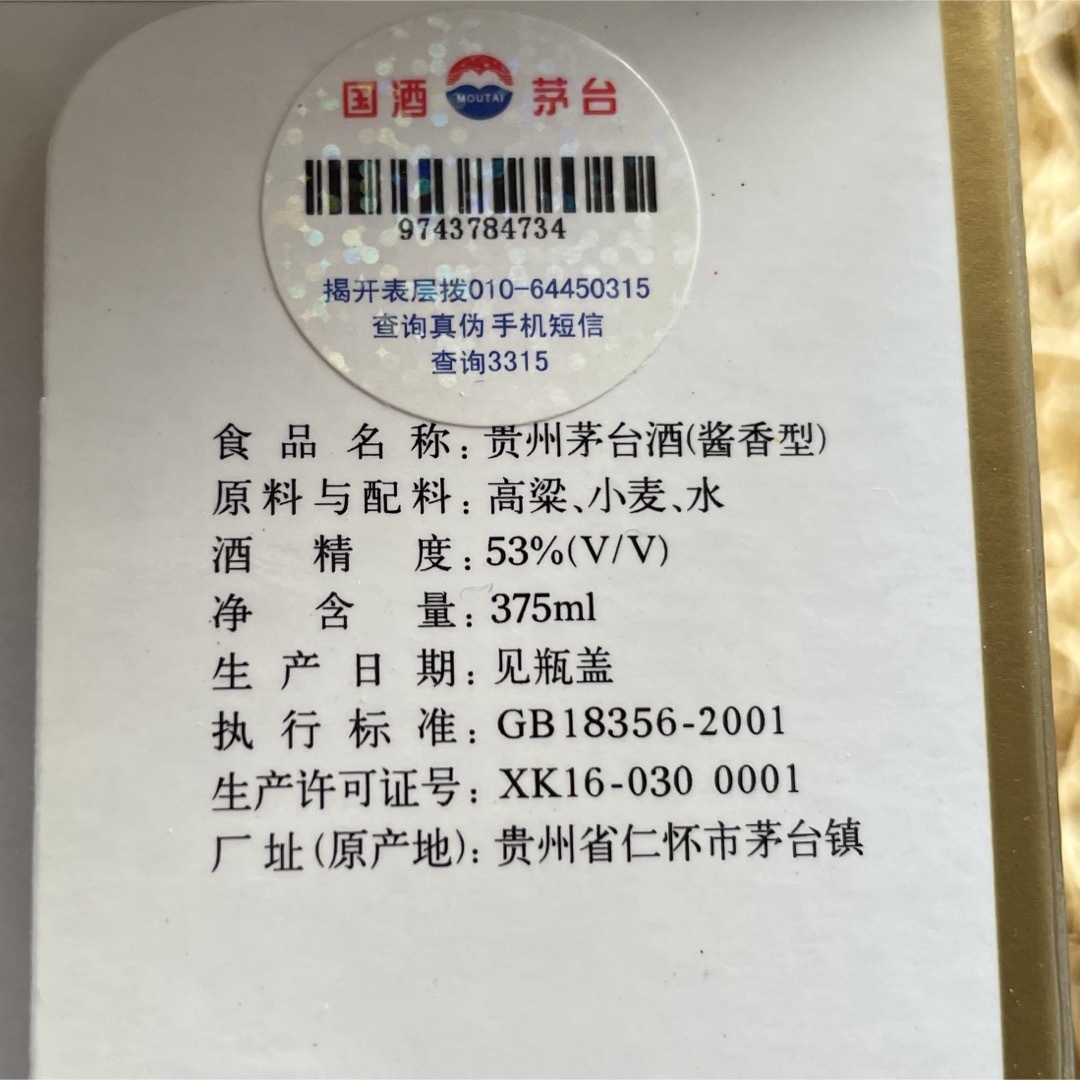 国酒 MOUTAI 茅台
9743784734
揭开表层拨010-64450315
查询真伪 手机短信
查询3315
食品名称：贵州茅台酒(酱香型)
原料与配料：高粱、小麦、水
酒精度：53%(V/V)
净含量：375ml
生产日期：见瓶盖
执行标准：GB18356-2001
生产许可证号：XK16-030 0001
厂址(原产地)：贵州省仁怀市茅台镇